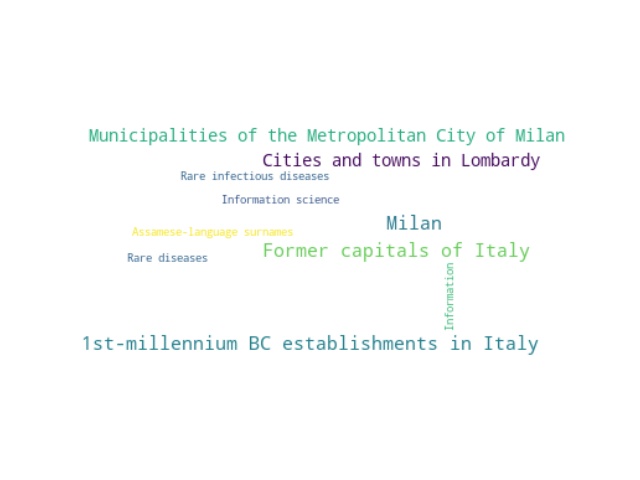 Municipalities of the Metropolitan City of Milan
Cities and towns in Lombardy
Rare infectious diseases
Information science
Milan
Assamese-language surnames
Former capitals of Italy
Rare diseases
Information
1st-millennium BC establishments in Italy